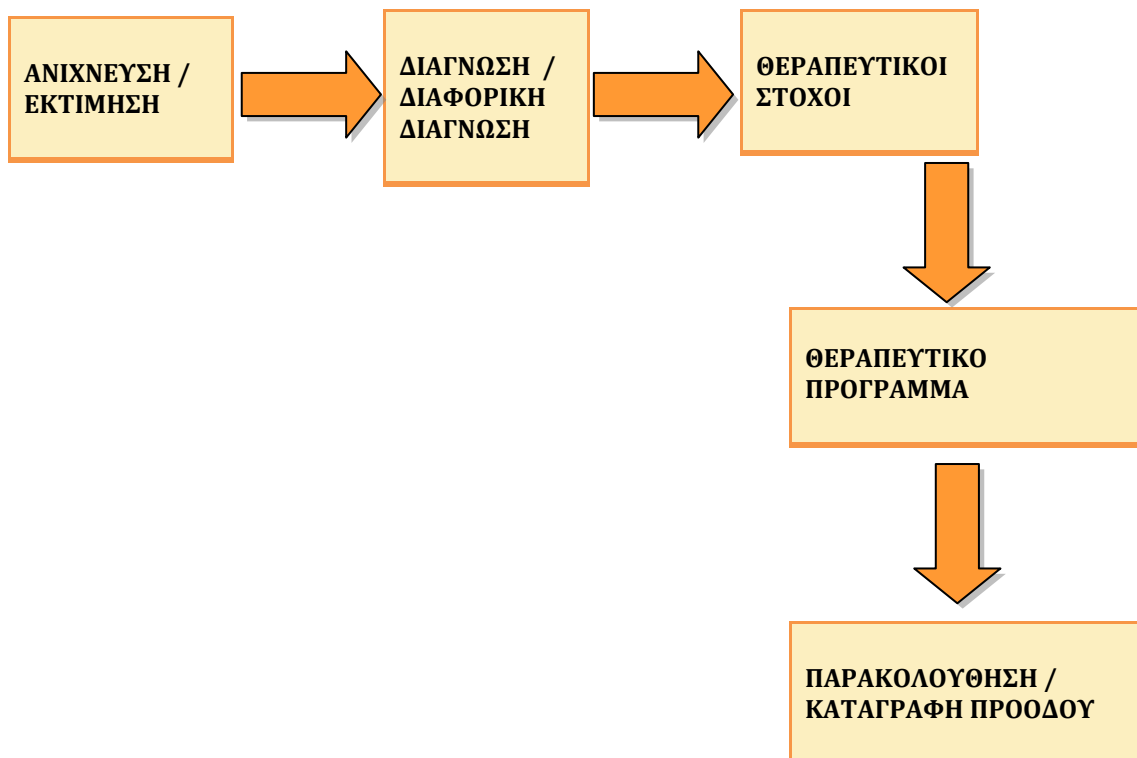 ΑΝΙΧΝΕΥΣΗ /
ΕΚΤΙΜΗΣΗ
ΔΙΑΓΝΩΣΗ /
ΔΙΑΦΟΡΙΚΗ
ΔΙΑΓΝΩΣΗ
ΘΕΡΑΠΕΥΤΙΚΟΙ
ΣΤΟΧΟΙ
ΘΕΡΑΠΕΥΤΙΚΟ
ΠΡΟΓΡΑΜΜΑ
ΠΑΡΑΚΟΛΟΥΘΗΣΗ /
ΚΑΤΑΓΡΑΦΗ ΠΡΟΟΔΟΥ